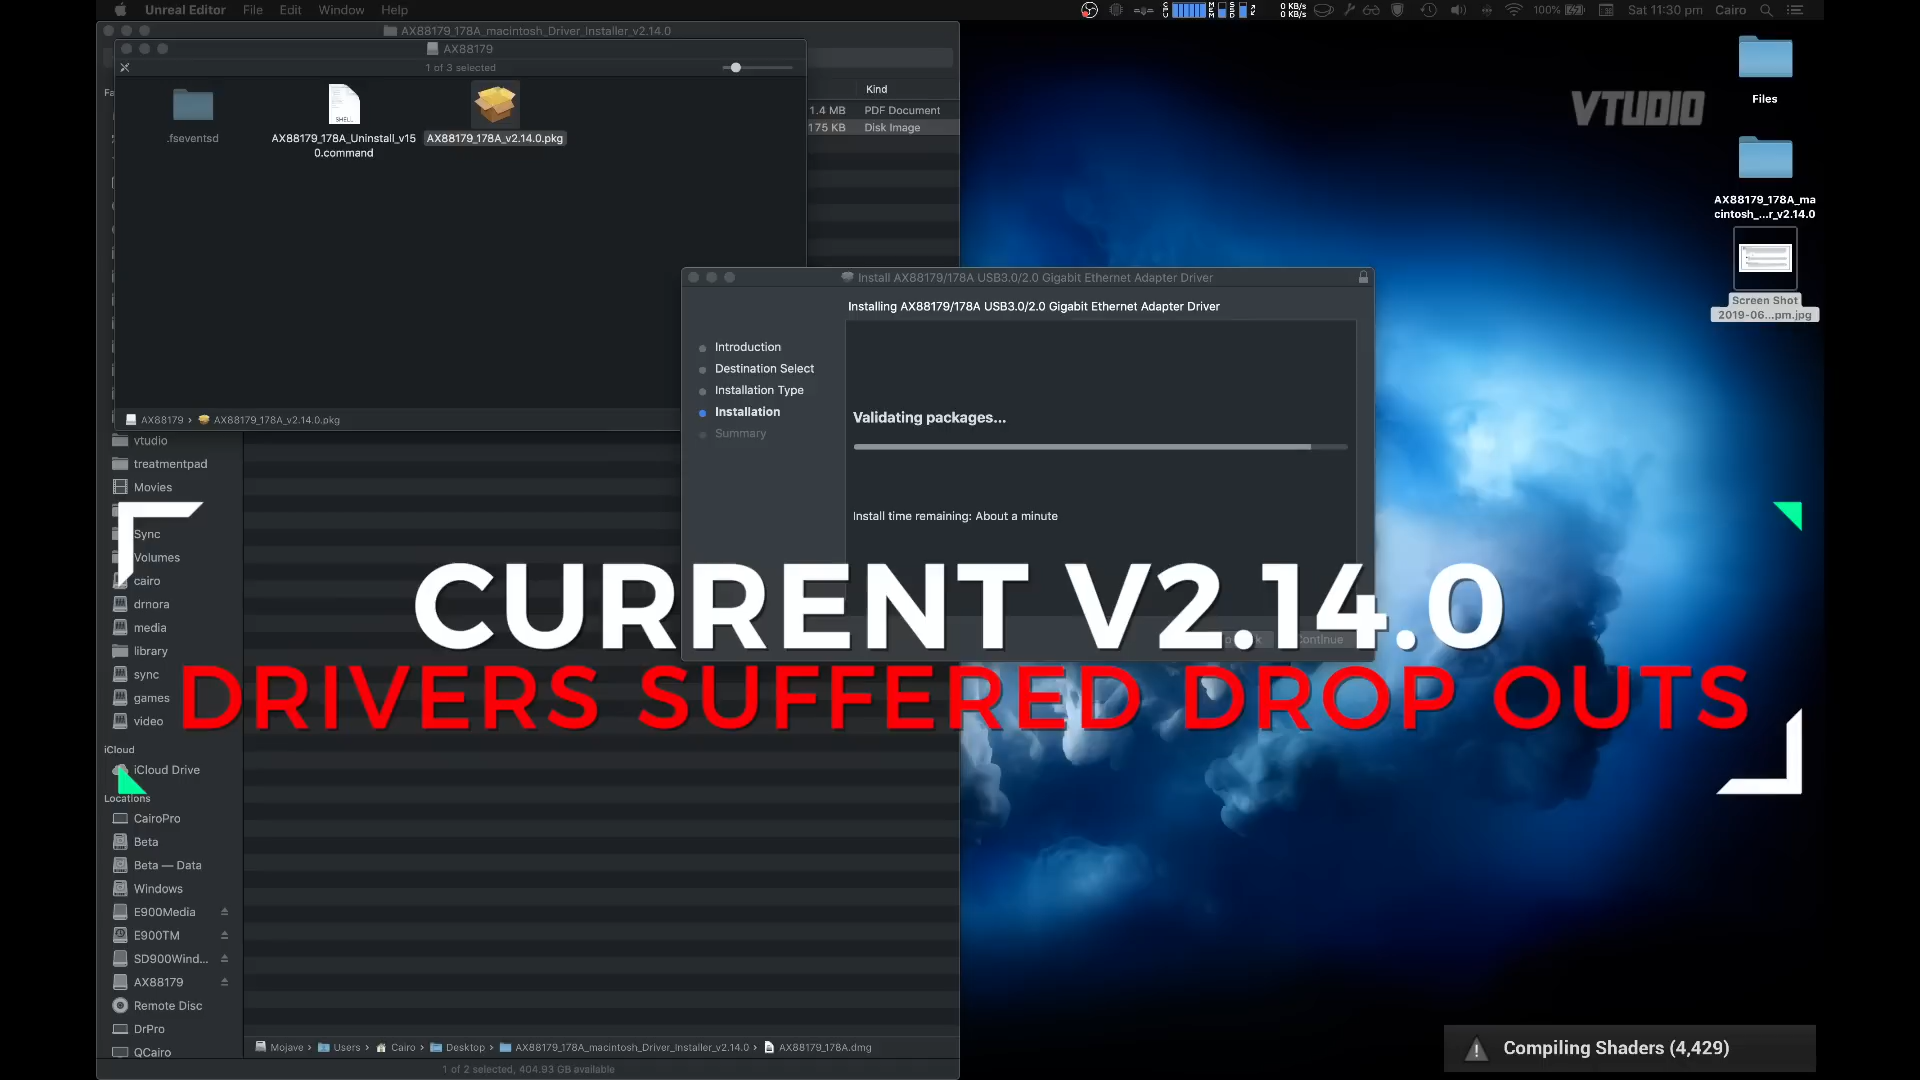 Unreal Editor File Edit Window Help
0 KB/s
0 KB/s
100%
Sat 11:30 pm Cairo
AX88179_178A_macintosh_Driver_Installer_v2.14.0
AX88179
1 of 3 selected
Kind
1.4 MB PDF Document
175 KB Disk Image
.fseventsd
AX88179_178A_Uninstall_v15
0.command
AX88179_178A_v2.14.0.pkg
VTUDIO
Files
AX88179_178A_ma
cintosh_...r_v2.14.0
Screen Shot
2019-06...pm.jpg
Install AX88179/178A USB3.0/2.0 Gigabit Ethernet Adapter Driver
Installing AX88179/178A USB3.0/2.0 Gigabit Ethernet Adapter Driver
Introduction
Destination Select
Installation Type
Installation
Summary
Validating packages...
Install time remaining: About a minute
Continue
AX88179 › AX88179_178A_v2.14.0.pkg
vtudio
treatmentpad
Movies
Sync
Volumes
cairo
drnora
media
library
sync
games
video
CURRENT V2.14.0
DRIVERS SUFFERED DROP OUTS
iCloud
iCloud Drive
Locations
CairoPro
Beta
Beta — Data
Windows
E900Media
E900TM
SD900Wind...
AX88179
Remote Disc
DrPro
QCairo
Mojave › Users › Cairo › Desktop › AX88179_178A_macintosh_Driver_Installer_v2.14.0 › AX88179_178A.dmg
1 of 2 selected, 404.93 GB available
Compiling Shaders (4,429)